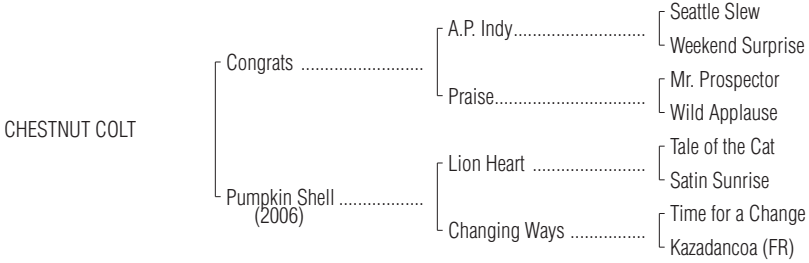 Seattle Slew
A.P. Indy..............................
Weekend Surprise
Congrats ...........................
Mr. Prospector
Praise..................................
Wild Applause
CHESTNUT COLT
Tale of the Cat
Lion Heart .........................
Satin Sunrise
Pumpkin Shell ...................
(2006)
Time for a Change
Changing Ways .................
Kazadancoa (FR)